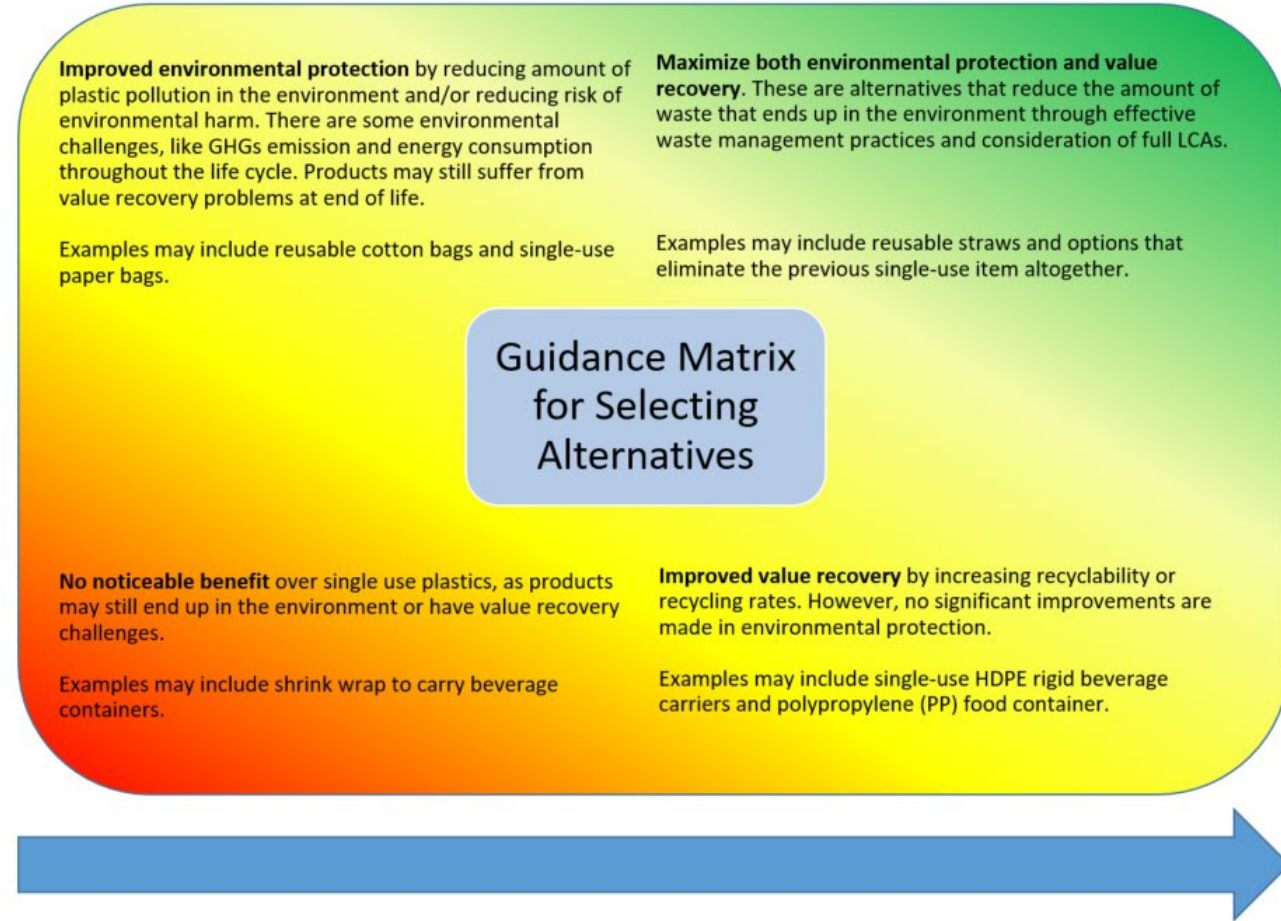 Improved environmental protection by reducing amount of
plastic pollution in the environment and/or reducing risk of
environmental harm. There are some environmental
challenges, like GHGs emission and energy consumption
throughout the life cycle. Products may still suffer from
value recovery problems at end of life.
Examples may include reusable cotton bags and single-use
paper bags.
Maximize both environmental protection and value
recovery. These are alternatives that reduce the amount of
waste that ends up in the environment through effective
waste management practices and consideration of full LCAs.
Examples may include reusable straws and options that
eliminate the previous single-use item altogether.
Guidance Matrix
for Selecting
Alternatives
No noticeable benefit over single use plastics, as products
may still end up in the environment or have value recovery
challenges.
Examples may include shrink wrap to carry beverage
containers.
Improved value recovery by increasing recyclability or
recycling rates. However, no significant improvements are
made in environmental protection.
Examples may include single-use HDPE rigid beverage
carriers and polypropylene (PP) food container.